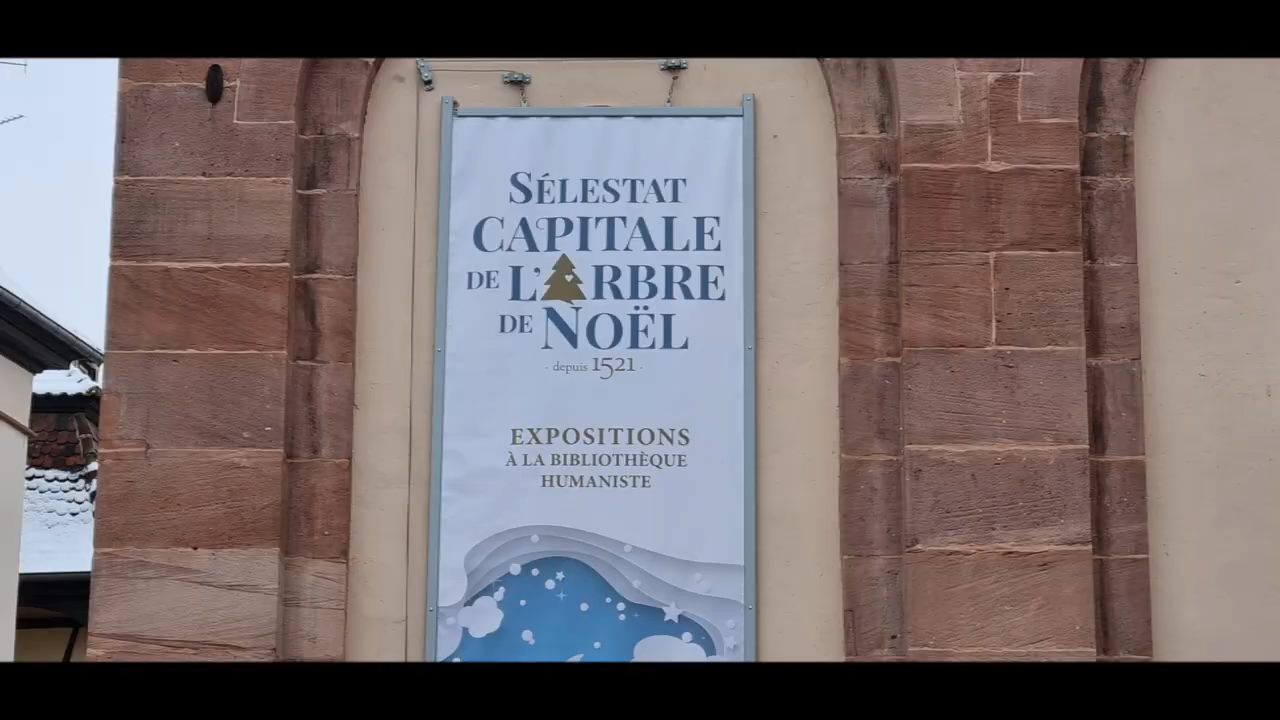 SÉLESTAT
CAPITALE
DE L'ARBRE
DE NOËL
- depuis 1521 -
EXPOSITIONS
À LA BIBLIOTHÈQUE
HUMANISTE